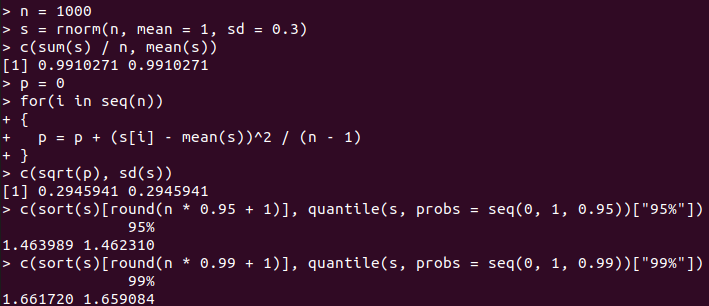 > n = 1000
> s = rnorm(n, mean = 1, sd = 0.3)
> c(sum(s) / n, mean(s))
[1] 0.9910271 0.9910271
> p = 0
> for(i in seq(n))
+ {
+   p = p + (s[i] - mean(s))^2 / (n - 1)
+ }
> c(sqrt(p), sd(s))
[1] 0.2945941 0.2945941
> c(sort(s)[round(n * 0.95 + 1)], quantile(s, probs = seq(0, 1, 0.95))["95%"])
              95%
1.463989 1.462310
> c(sort(s)[round(n * 0.99 + 1)], quantile(s, probs = seq(0, 1, 0.99))["99%"])
              99%
1.661720 1.659084